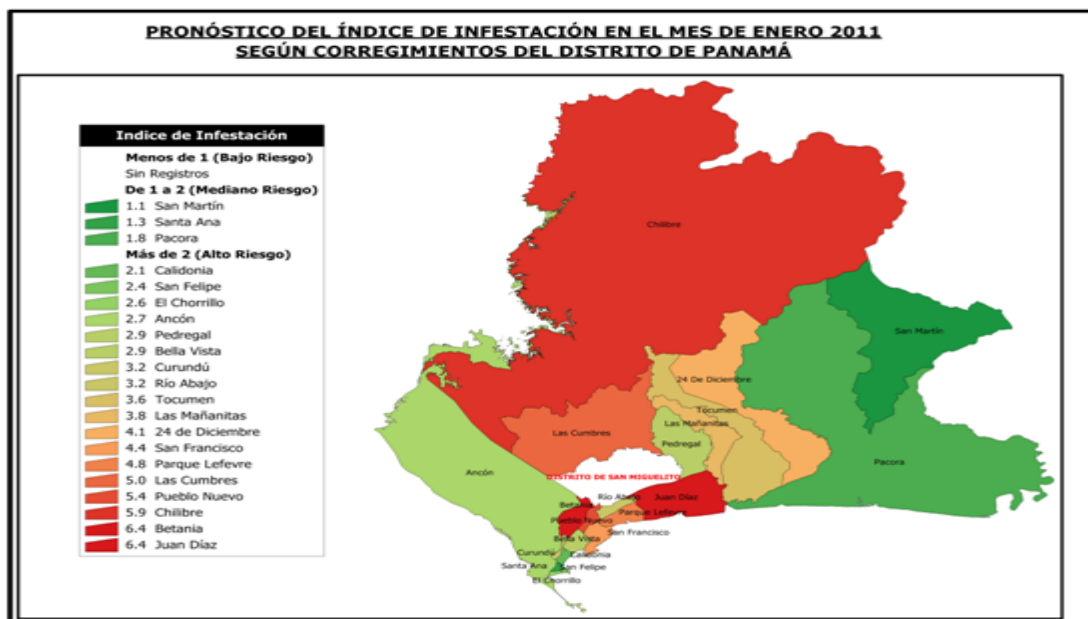 PRONÓSTICO DEL ÍNDICE DE INFESTACIÓN EN EL MES DE ENERO 2011
SEGÚN CORREGIMIENTOS DEL DISTRITO DE PANAMÁ
Indice de Infestación
Menos de 1 (Bajo Riesgo)
Sin Registros
De 1 a 2 (Mediano Riesgo)
1.1 San Martín
1.3 Santa Ana
1.8 Pacora
Más de 2 (Alto Riesgo)
2.1 Calidonia
2.4 San Felipe
2.6 El Chorrillo
2.7 Ancón
2.9 Pedregal
2.9 Bella Vista
3.2 Curundú
3.2 Río Abajo
3.6 Tocumen
3.8 Las Mañanitas
4.1 24 de Diciembre
4.4 San Francisco
4.8 Parque Lefevre
5.0 Las Cumbres
5.4 Pueblo Nuevo
5.9 Chilibre
6.4 Betania
6.4 Juan Díaz
Chilibre
San Martín
24 De Diciembre
Tocumen
Las Mañanitas
Las Cumbres
Pedregal
Pacora
Ancón
DISTRITO DE SAN MIGUELITO
Río Abajo
Juan Díaz
Betania
Parque Lefevre
Pueblo Nuevo
San Francisco
Bella Vista
Curundú
Calidonia
Santa Ana
San Felipe
El Chorrillo